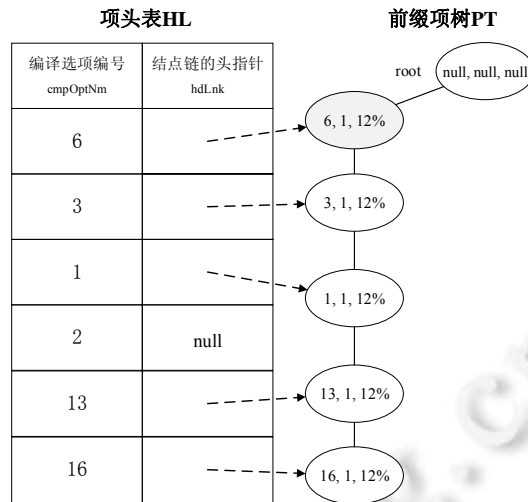 项头表HL
前缀项树PT
编译选项编号
cmpOptNm
结点链的头指针
hdLnk
root
null, null, null
6
6, 1, 12%
3
3, 1, 12%
1
1, 1, 12%
2
null
13
13, 1, 12%
16
16, 1, 12%